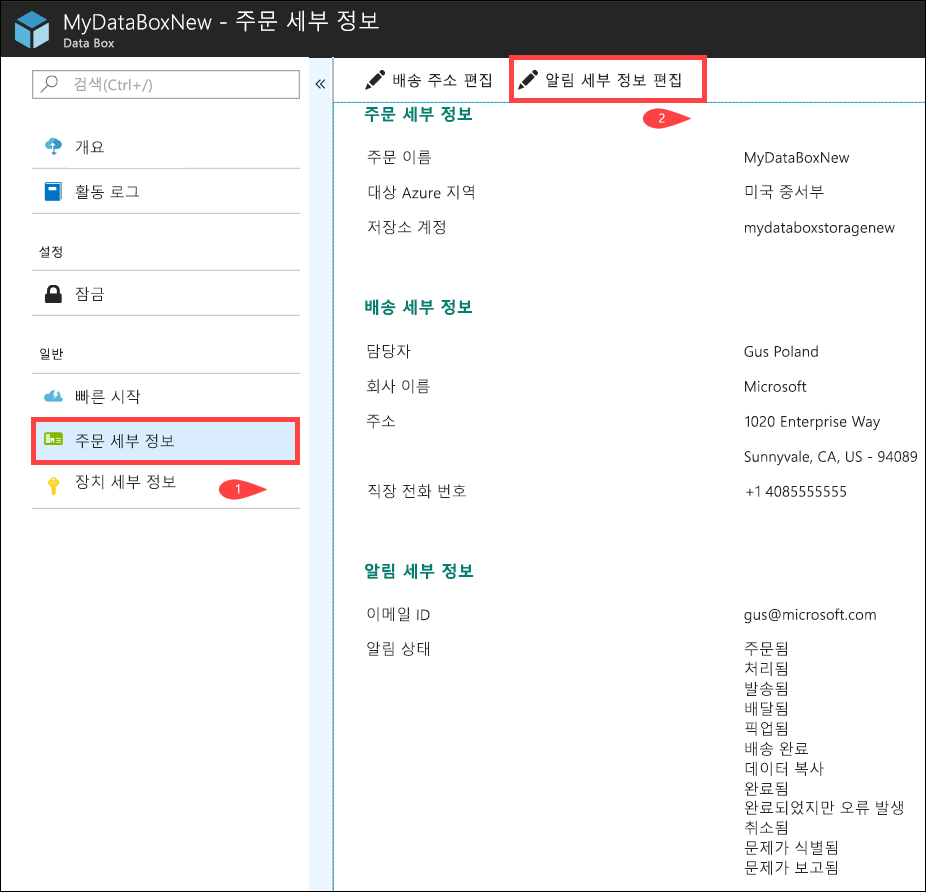 MyDataBoxNew - 주문 세부 정보
Data Box
검색(Ctrl+/)
«
개요
활동 로그
설정
잠금
일반
빠른 시작
주문 세부 정보
장치 세부 정보
1
배송 주소 편집
알림 세부 정보 편집
2
주문 세부 정보
주문 이름 MyDataBoxNew
대상 Azure 지역 미국 중서부
저장소 계정 mydataboxstoragenew
배송 세부 정보
담당자 Gus Poland
회사 이름 Microsoft
주소 1020 Enterprise Way
Sunnyvale, CA, US - 94089
직장 전화 번호 +1 4085555555
알림 세부 정보
이메일 ID gus@microsoft.com
알림 상태 주문됨
처리됨
발송됨
배달됨
픽업됨
배송 완료
데이터 복사
완료됨
완료되었지만 오류 발생
취소됨
문제가 식별됨
문제가 보고됨